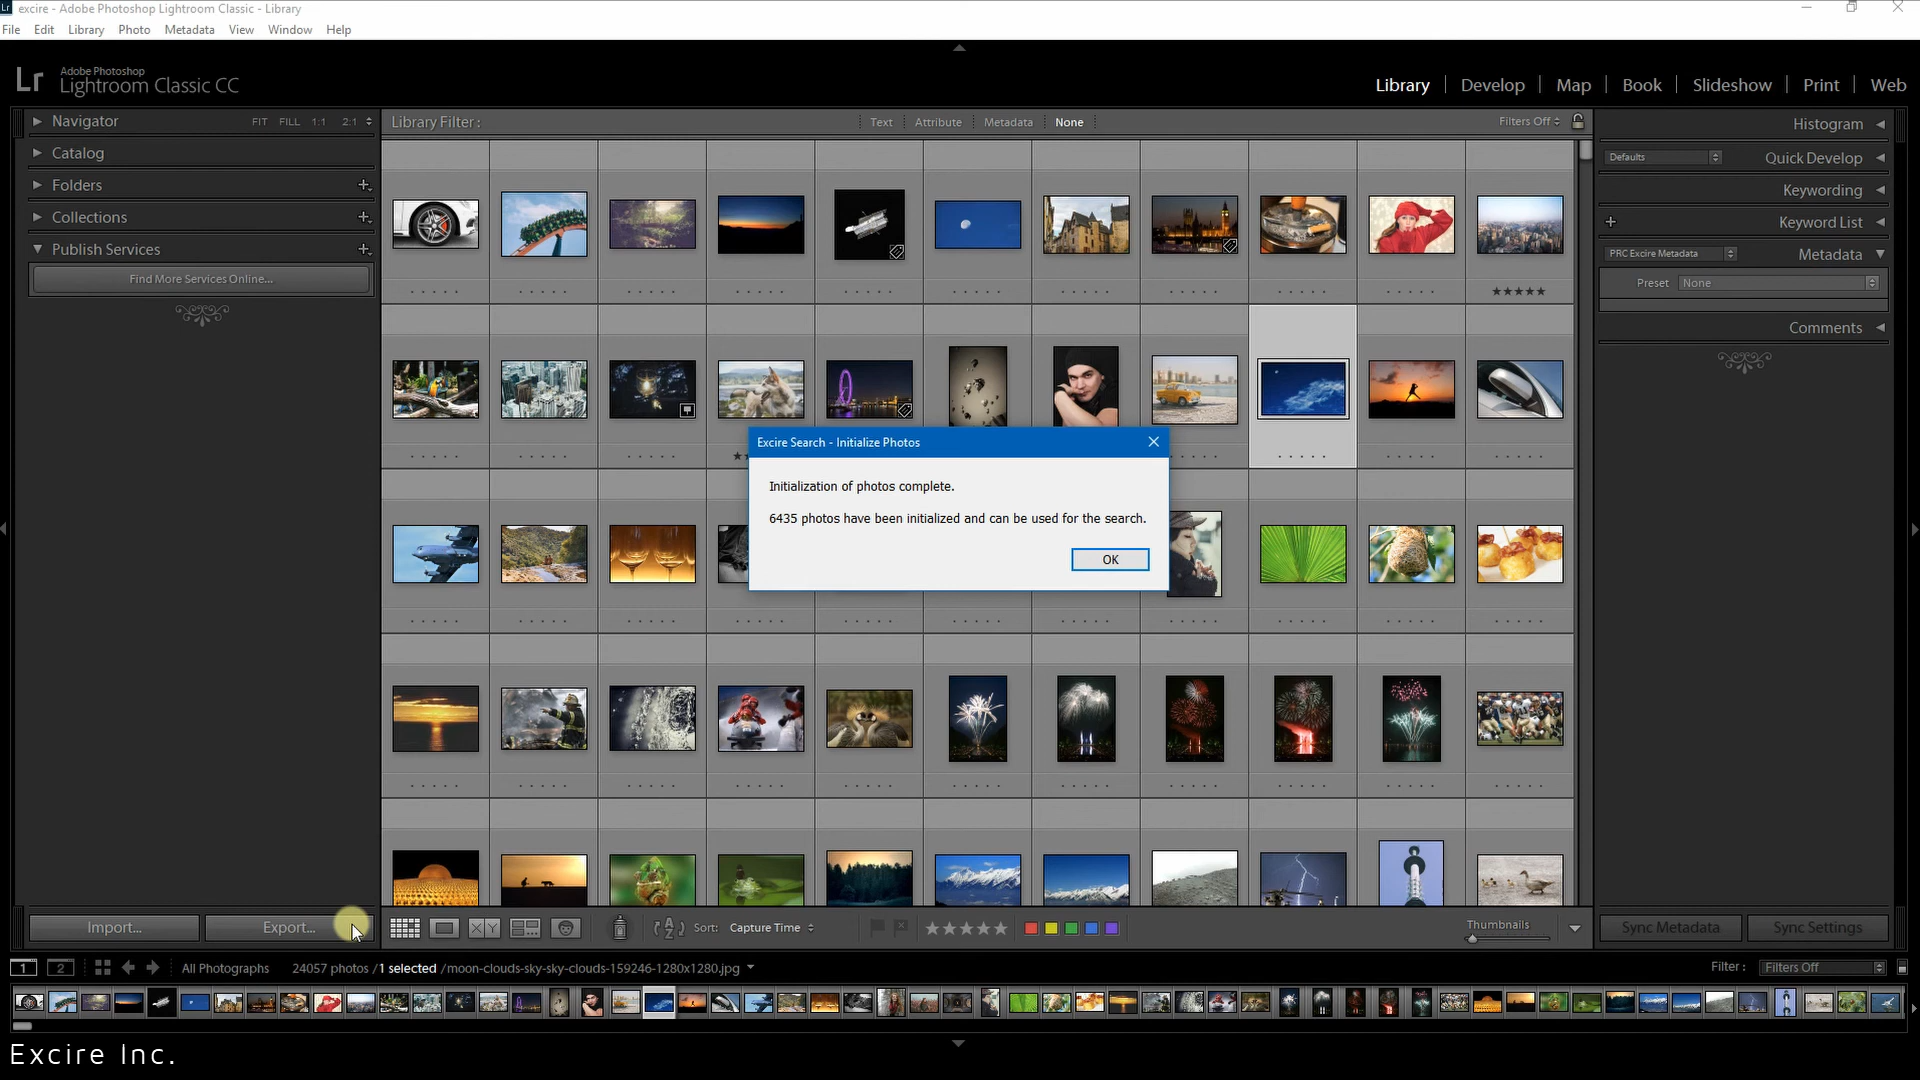 Lr excire - Adobe Photoshop Lightroom Classic - Library
File Edit Library Photo Metadata View Window Help
Lr Adobe Photoshop
Lightroom Classic CC
Library Develop Map Book Slideshow Print Web
Navigator FIT FILL 1:1 2:1
Catalog
Folders
Collections
Publish Services
Find More Services Online...
Library Filter : Text Attribute Metadata None Filters Off
Histogram
Defaults Quick Develop
Keywording
Keyword List
PRC Excire Metadata Metadata
Preset None
Comments
Excire Search - Initialize Photos
Initialization of photos complete.
6435 photos have been initialized and can be used for the search.
OK
Import... Export...
Sort: Capture Time
Thumbnails
Sync Metadata Sync Settings
1 2 All Photographs 24057 photos / 1 selected / moon-clouds-sky-sky-clouds-159246-1280x1280.jpg
Filter : Filters Off
Excire Inc.